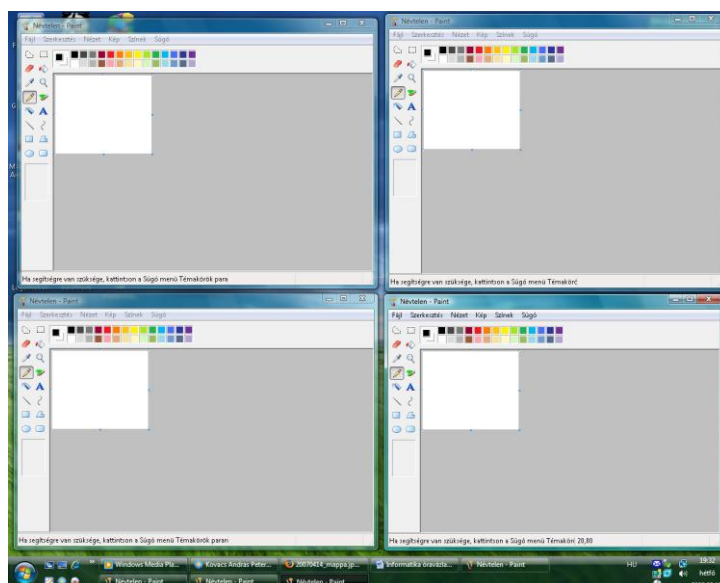 Névtelen - Paint
Fájl Szerkesztés Nézet Kép Színek Súgó
Ha segítségre van szüksége, kattintson a Súgó menü Témakörök para
Névtelen - Paint
Fájl Szerkesztés Nézet Kép Színek Súgó
Ha segítségre van szüksége, kattintson a Súgó menü Témakörö
Névtelen - Paint
Fájl Szerkesztés Nézet Kép Színek Súgó
Ha segítségre van szüksége, kattintson a Súgó menü Témakörök paran
Névtelen - Paint
Fájl Szerkesztés Nézet Kép Színek Súgó
Ha segítségre van szüksége, kattintson a Súgó menü Témakörö 20,80
Windows Media Pla... Kovacs Andras Peter... 20070414_mappa.jp... Informatika óravázla... Névtelen - Paint HU 19:32
Névtelen - Paint Névtelen - Paint Névtelen - Paint hétfő